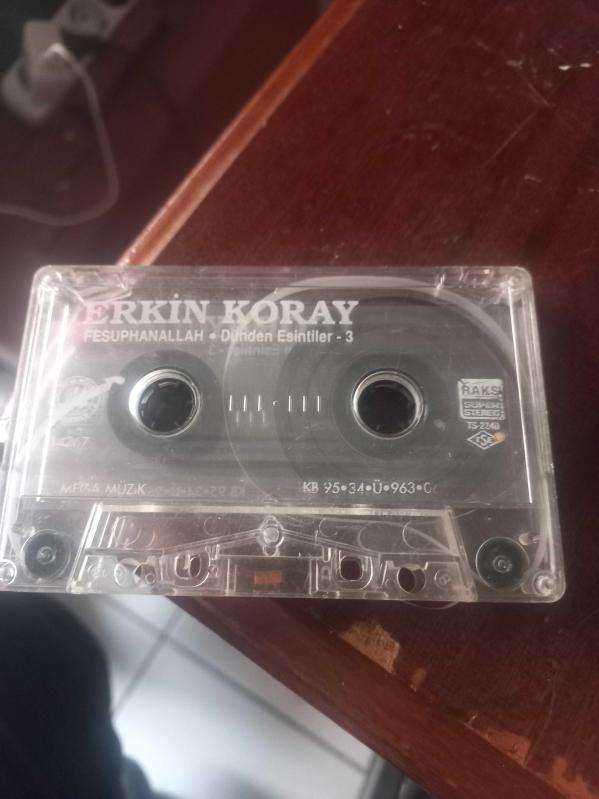 ERKİN KORAY
FESUPHANALLAH • Dünden Esintiler - 3
RAKS
SUPER
STEREO
TS-2240
TSE
MEGA MÜZİK
KB 95•34•Ü•963•0